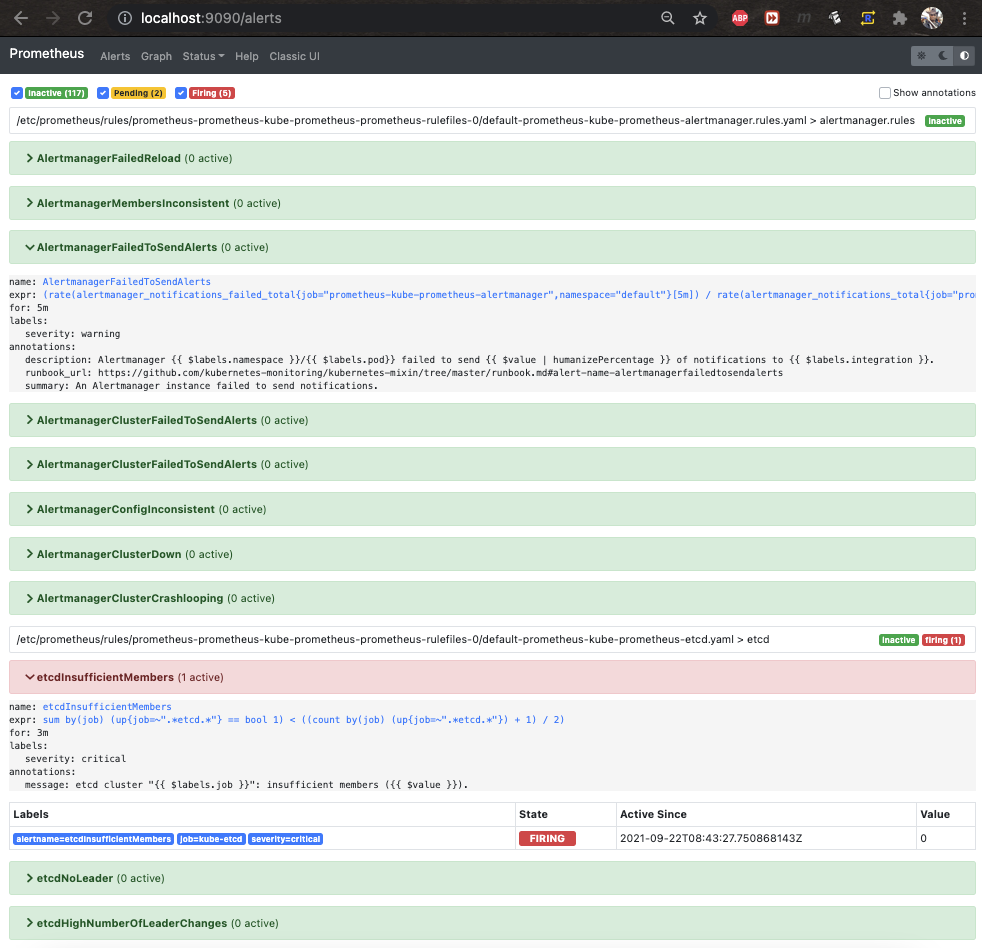 localhost:9090/alerts
ABP
m
R
Prometheus Alerts Graph Status Help Classic UI
Inactive (117) Pending (2) Firing (5) Show annotations
/etc/prometheus/rules/prometheus-prometheus-kube-prometheus-prometheus-rulefiles-0/default-prometheus-kube-prometheus-alertmanager.rules.yaml > alertmanager.rules inactive
AlertmanagerFailedReload (0 active)
AlertmanagerMembersInconsistent (0 active)
AlertmanagerFailedToSendAlerts (0 active)
name: AlertmanagerFailedToSendAlerts
expr: (rate(alertmanager_notifications_failed_total{job="prometheus-kube-prometheus-alertmanager",namespace="default"}[5m]) / rate(alertmanager_notifications_total{job="pro
for: 5m
labels:
severity: warning
annotations:
description: Alertmanager {{ $labels.namespace }}/{{ $labels.pod}} failed to send {{ $value | humanizePercentage }} of notifications to {{ $labels.integration }}.
runbook_url: https://github.com/kubernetes-monitoring/kubernetes-mixin/tree/master/runbook.md#alert-name-alertmanagerfailedtosendalerts
summary: An Alertmanager instance failed to send notifications.
AlertmanagerClusterFailedToSendAlerts (0 active)
AlertmanagerClusterFailedToSendAlerts (0 active)
AlertmanagerConfigInconsistent (0 active)
AlertmanagerClusterDown (0 active)
AlertmanagerClusterCrashlooping (0 active)
/etc/prometheus/rules/prometheus-prometheus-kube-prometheus-prometheus-rulefiles-0/default-prometheus-kube-prometheus-etcd.yaml > etcd inactive firing (1)
etcdInsufficientMembers (1 active)
name: etcdInsufficientMembers
expr: sum by(job) (up{job=~".*etcd.*"} == bool 1) < ((count by(job) (up{job=~".*etcd.*"}) + 1) / 2)
for: 3m
labels:
severity: critical
annotations:
message: etcd cluster "{{ $labels.job }}": insufficient members ({{ $value }}).
Labels State Active Since Value
alertname=etcdInsufficientMembers job=kube-etcd severity=critical FIRING 2021-09-22T08:43:27.750868143Z 0
etcdNoLeader (0 active)
etcdHighNumberOfLeaderChanges (0 active)